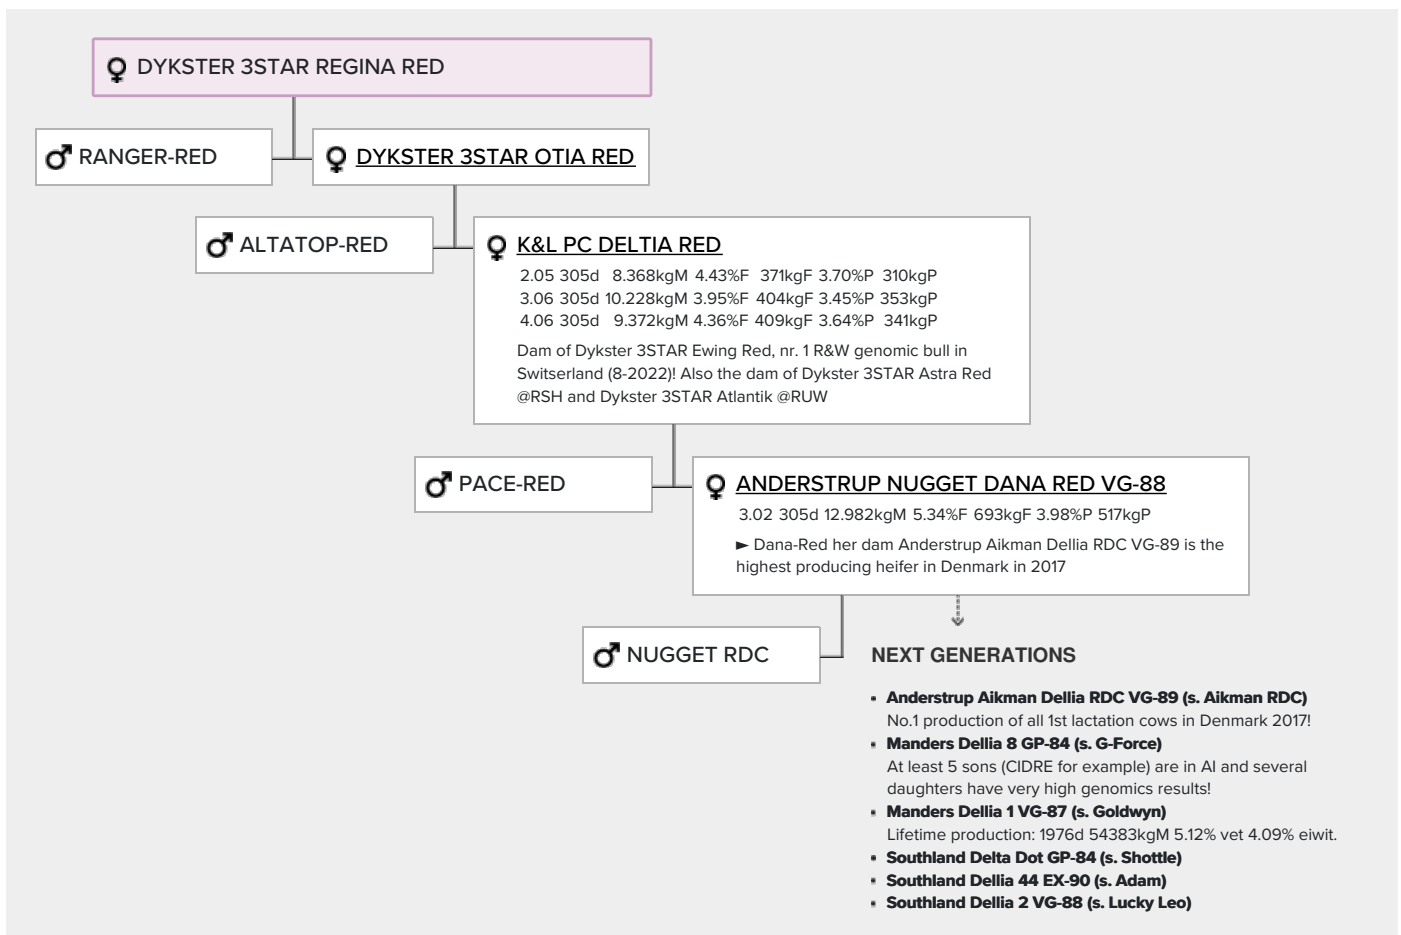 DYKSTER 3STAR REGINA RED
RANGER-RED
DYKSTER 3STAR OTIA RED
ALTATOP-RED
K&L PC DELTIA RED
2.05 305d 8.368kgM 4.43%F 371kgF 3.70%P 310kgP
3.06 305d 10.228kgM 3.95%F 404kgF 3.45%P 353kgP
4.06 305d 9.372kgM 4.36%F 409kgF 3.64%P 341kgP
Dam of Dykster 3STAR Ewing Red, nr. 1 R&W genomic bull in
Switserland (8-2022)! Also the dam of Dykster 3STAR Astra Red
@RSH and Dykster 3STAR Atlantik @RUW
PACE-RED
ANDERSTRUP NUGGET DANA RED VG-88
3.02 305d 12.982kgM 5.34%F 693kgF 3.98%P 517kgP
► Dana-Red her dam Anderstrup Aikman Dellia RDC VG-89 is the
highest producing heifer in Denmark in 2017
NUGGET RDC
NEXT GENERATIONS
▪ Anderstrup Aikman Dellia RDC VG-89 (s. Aikman RDC)
No.1 production of all 1st lactation cows in Denmark 2017!
▪ Manders Dellia 8 GP-84 (s. G-Force)
At least 5 sons (CIDRE for example) are in AI and several
daughters have very high genomics results!
▪ Manders Dellia 1 VG-87 (s. Goldwyn)
Lifetime production: 1976d 54383kgM 5.12% vet 4.09% eiwit.
▪ Southland Delta Dot GP-84 (s. Shottle)
▪ Southland Dellia 44 EX-90 (s. Adam)
▪ Southland Dellia 2 VG-88 (s. Lucky Leo)